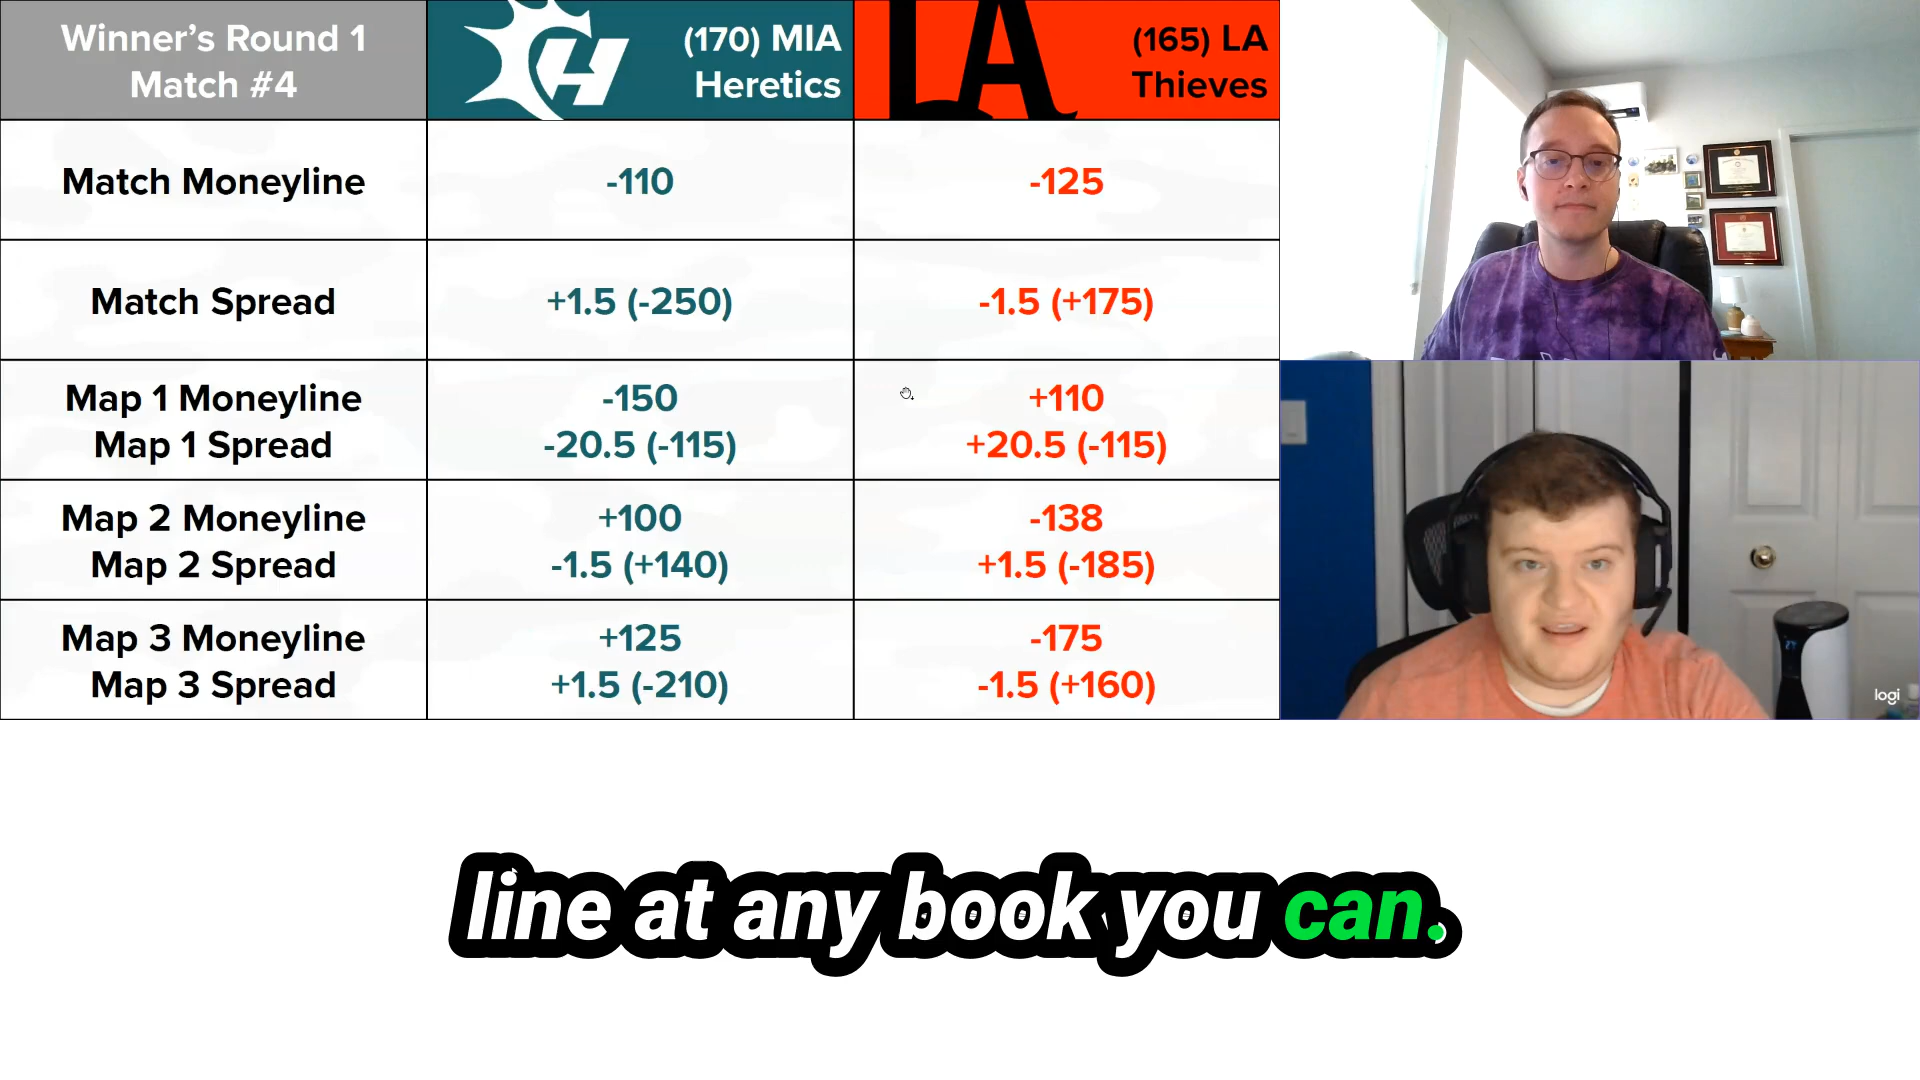 Winner's Round 1
Match #4
H
(170) MIA
Heretics
LA
(165) LA
Thieves
Match Moneyline
-110
-125
Match Spread
+1.5 (-250)
-1.5 (+175)
Map 1 Moneyline
Map 1 Spread
-150
-20.5 (-115)
+110
+20.5 (-115)
Map 2 Moneyline
Map 2 Spread
+100
-1.5 (+140)
-138
+1.5 (-185)
Map 3 Moneyline
Map 3 Spread
+125
+1.5 (-210)
-175
-1.5 (+160)
logi
line at any book you can.